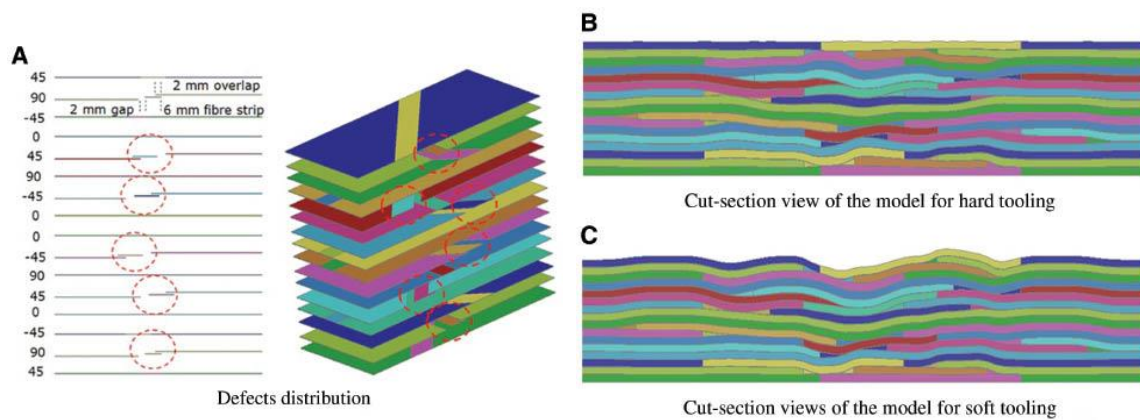 A
45
2 mm overlap
90
2 mm gap
6 mm fibre strip
-45
0
45
90
-45
0
0
-45
90
45
0
-45
90
45
Defects distribution
B
Cut-section view of the model for hard tooling
C
Cut-section views of the model for soft tooling